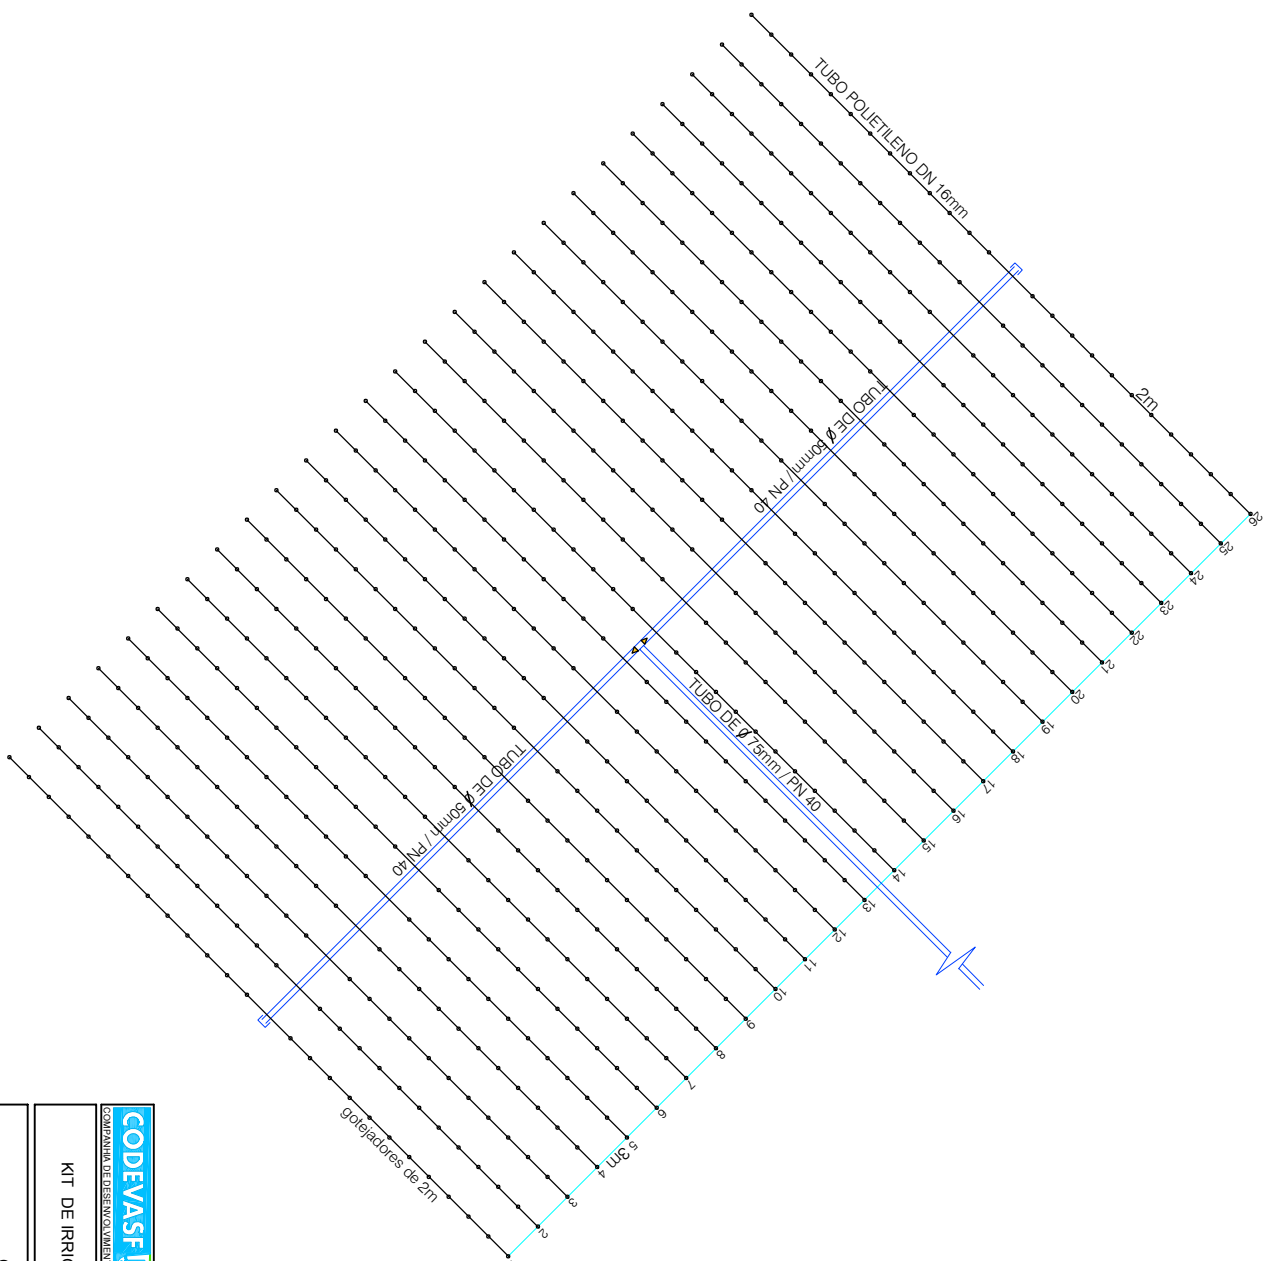 TUBO POLIETILENO DN 16mm
2m
TUBO DE Ø 50mm / PN 40
TUBO DE Ø 75mm / PN 40
TUBO DE Ø 50mm / PN 40
gotejadores de 2m
3m
26
25
24
23
22
21
20
19
18
17
16
15
14
13
12
11
10
9
8
7
6
5
4
3
2
CODEVASF
COMPANHIA DE DESENVOLVIMENT
KIT DE IRRIG